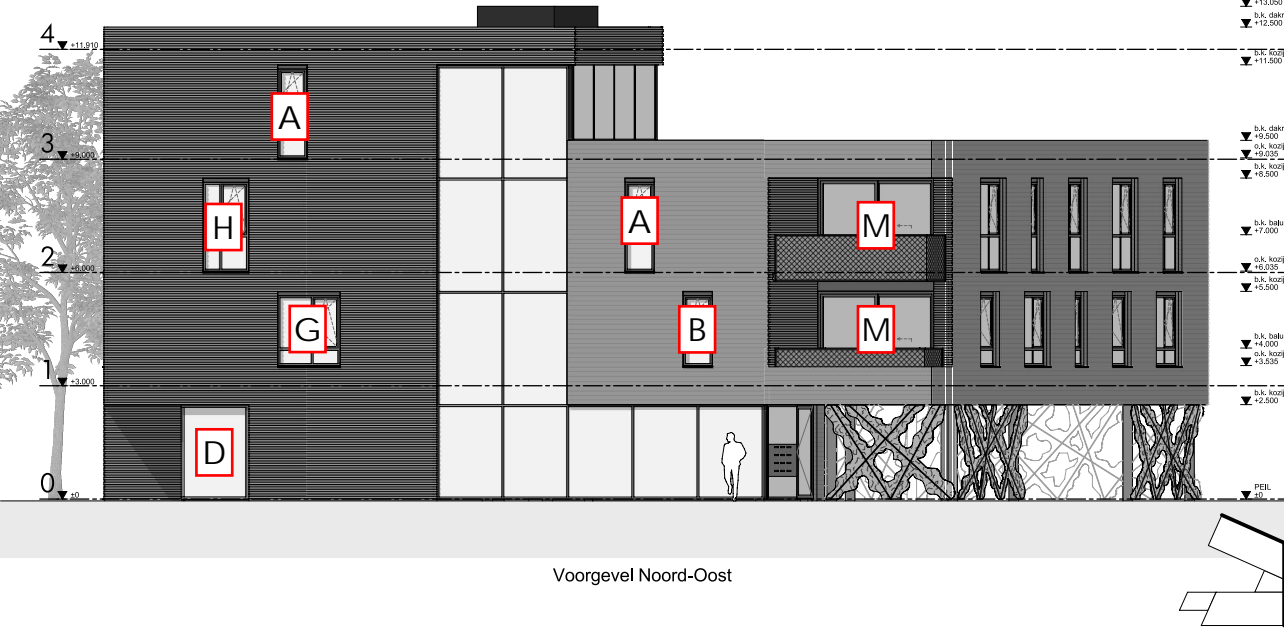 +13.050
b.k. dakr
+12.500
4 +11.910
b.k. kozij
+11.500
A
b.k. dakr
+9.500
3 +9.000
o.k. kozij
+9.035
b.k. kozij
+8.500
H
A
M
b.k. balu
+7.000
2 +6.000
o.k. kozij
+6.035
b.k. kozij
+5.500
G
B
M
b.k. balu
+4.000
o.k. kozij
+3.535
1 +3.000
b.k. kozij
+2.500
D
0 ±0
PEIL
±0
Voorgevel Noord-Oost